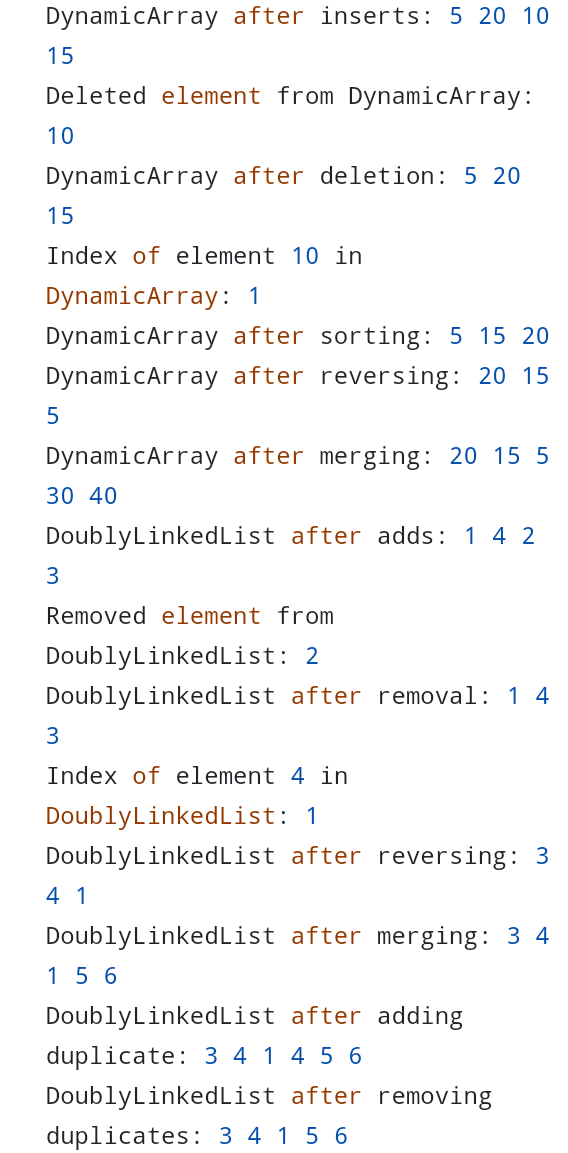 DynamicArray after inserts: 5 20 10
15
Deleted element from DynamicArray:
10
DynamicArray after deletion: 5 20
15
Index of element 10 in
DynamicArray: 1
DynamicArray after sorting: 5 15 20
DynamicArray after reversing: 20 15
5
DynamicArray after merging: 20 15 5
30 40
DoublyLinkedList after adds: 1 4 2
3
Removed element from
DoublyLinkedList: 2
DoublyLinkedList after removal: 1 4
3
Index of element 4 in
DoublyLinkedList: 1
DoublyLinkedList after reversing: 3
4 1
DoublyLinkedList after merging: 3 4
1 5 6
DoublyLinkedList after adding
duplicate: 3 4 1 4 5 6
DoublyLinkedList after removing
duplicates: 3 4 1 5 6